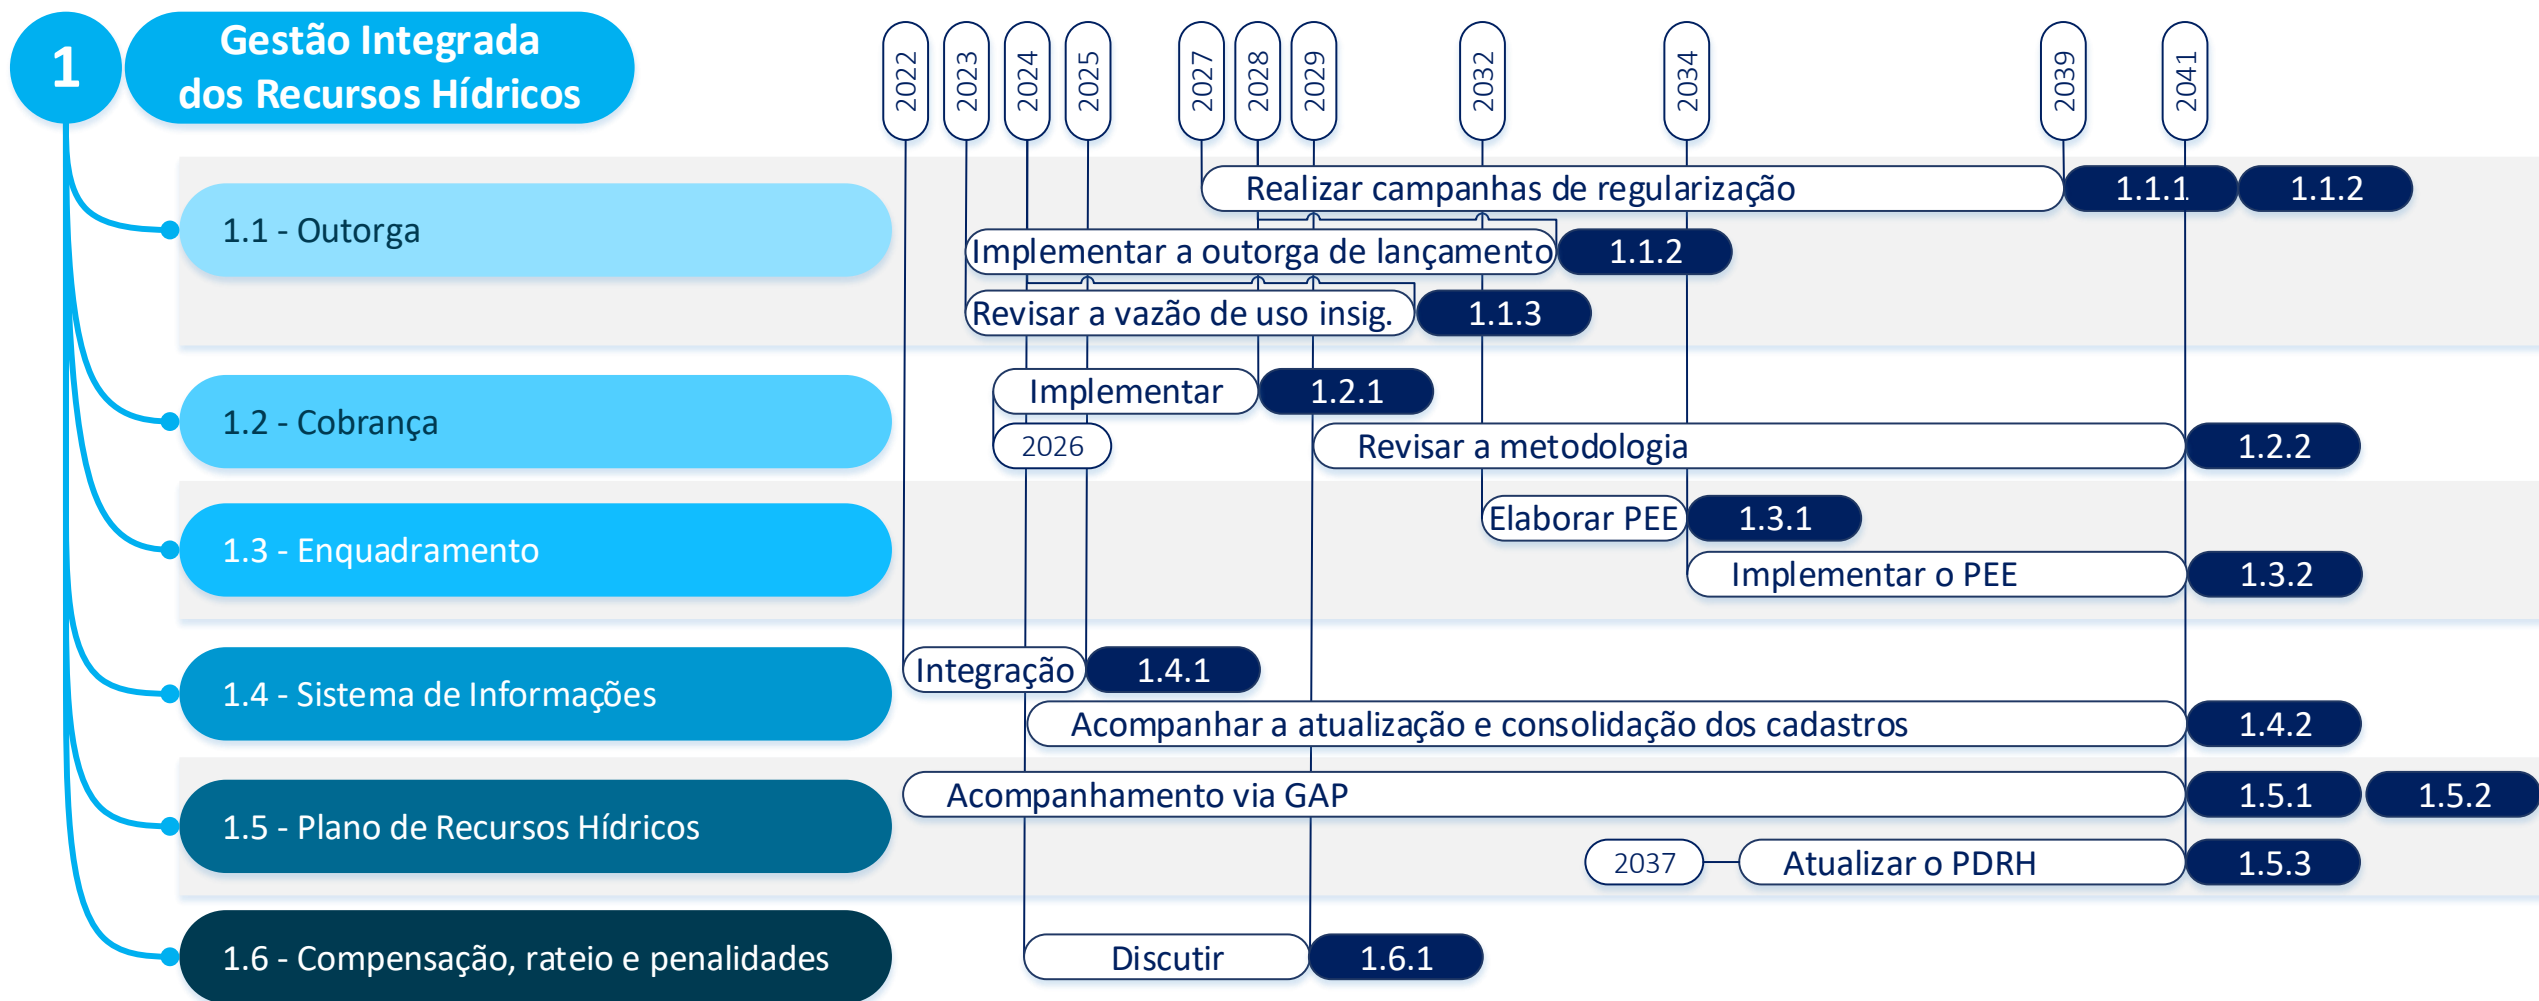 1
Gestão Integrada
dos Recursos Hídricos
2022
2023
2024
2025
2027
2028
2029
2032
2034
2039
2041
1.1 - Outorga
Realizar campanhas de regularização
1.1.1
1.1.2
Implementar a outorga de lançamento
1.1.2
Revisar a vazão de uso insig.
1.1.3
1.2 - Cobrança
Implementar
1.2.1
2026
Revisar a metodologia
1.2.2
1.3 - Enquadramento
Elaborar PEE
1.3.1
Implementar o PEE
1.3.2
1.4 - Sistema de Informações
Integração
1.4.1
Acompanhar a atualização e consolidação dos cadastros
1.4.2
1.5 - Plano de Recursos Hídricos
Acompanhamento via GAP
1.5.1
1.5.2
2037
Atualizar o PDRH
1.5.3
1.6 - Compensação, rateio e penalidades
Discutir
1.6.1